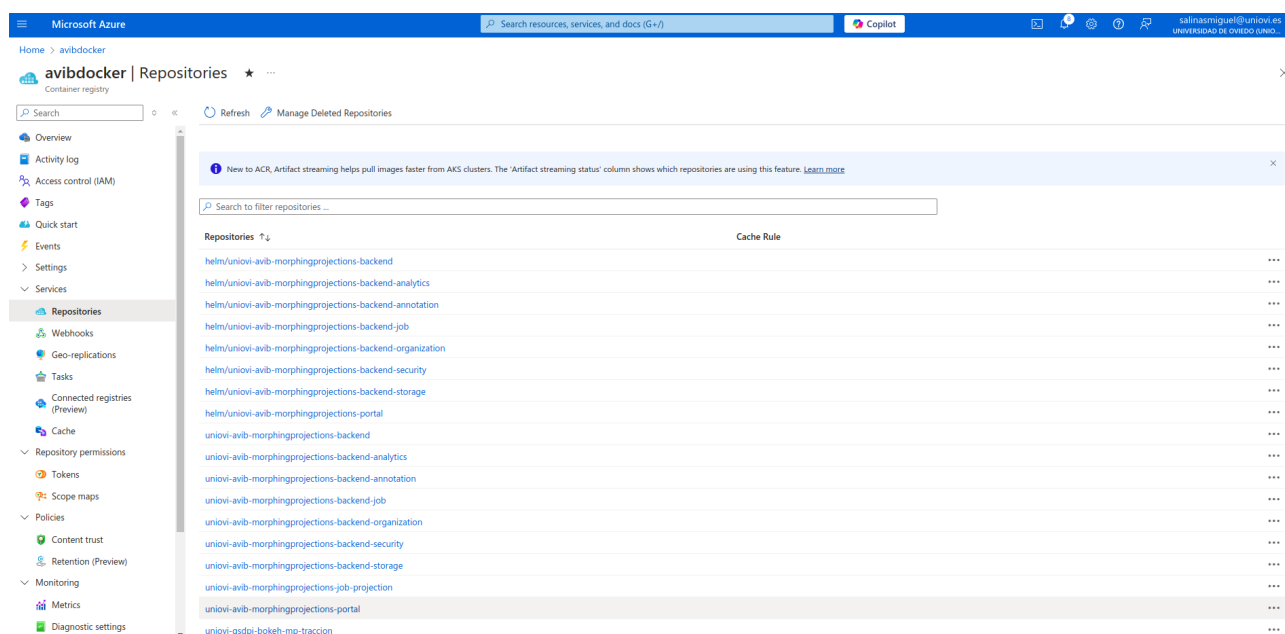 Microsoft Azure
Search resources, services, and docs (G+/)
Copilot
8
salinasmiguel@uniovi.es
UNIVERSIDAD DE OVIEDO (UNIO...
Home > avibdocker
avibdocker | Repositories
Container registry
Search
Refresh
Manage Deleted Repositories
Overview
Activity log
Access control (IAM)
Tags
Quick start
Events
Settings
Services
Repositories
Webhooks
Geo-replications
Tasks
Connected registries
(Preview)
Cache
Repository permissions
Tokens
Scope maps
Policies
Content trust
Retention (Preview)
Monitoring
Metrics
Diagnostic settings
New to ACR, Artifact streaming helps pull images faster from AKS clusters. The 'Artifact streaming status' column shows which repositories are using this feature. Learn more
Search to filter repositories ...
Repositories ↑↓ Cache Rule
helm/uniovi-avib-morphingprojections-backend
helm/uniovi-avib-morphingprojections-backend-analytics
helm/uniovi-avib-morphingprojections-backend-annotation
helm/uniovi-avib-morphingprojections-backend-job
helm/uniovi-avib-morphingprojections-backend-organization
helm/uniovi-avib-morphingprojections-backend-security
helm/uniovi-avib-morphingprojections-backend-storage
helm/uniovi-avib-morphingprojections-portal
uniovi-avib-morphingprojections-backend
uniovi-avib-morphingprojections-backend-analytics
uniovi-avib-morphingprojections-backend-annotation
uniovi-avib-morphingprojections-backend-job
uniovi-avib-morphingprojections-backend-organization
uniovi-avib-morphingprojections-backend-security
uniovi-avib-morphingprojections-backend-storage
uniovi-avib-morphingprojections-job-projection
uniovi-avib-morphingprojections-portal
uniovi-gsdpi-bokeh-mp-traccion